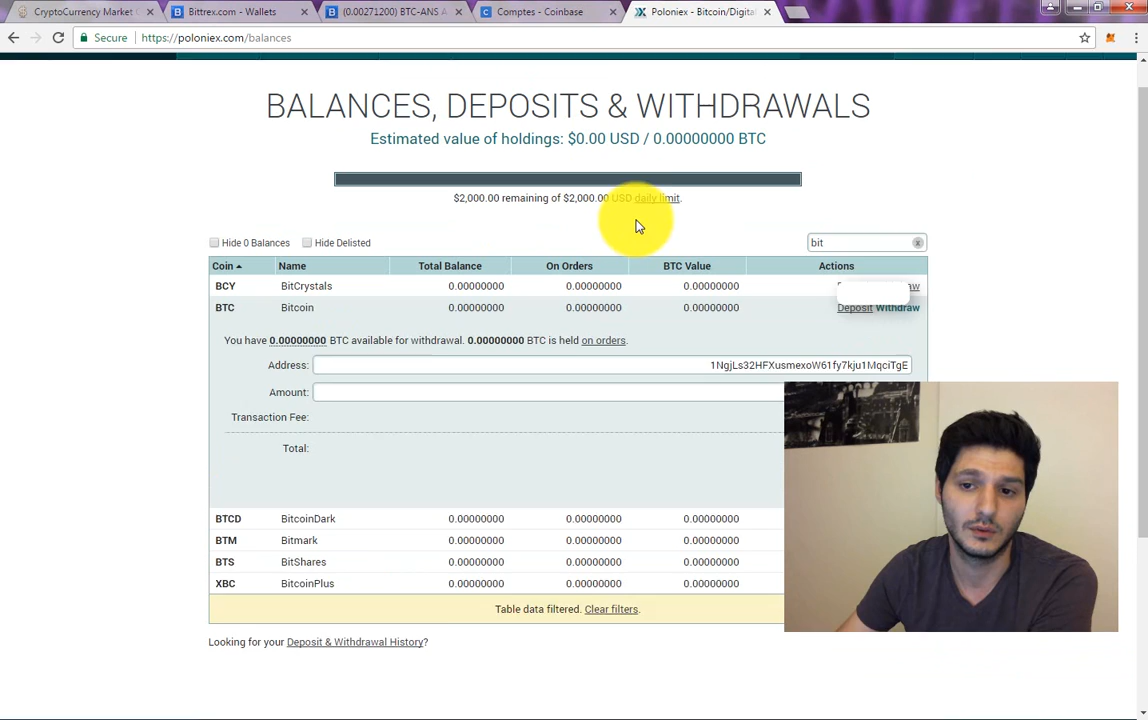 CryptoCurrency Market
Bittrex.com - Wallets
(0.00271200) BTC-ANS
Comptes - Coinbase
Poloniex - Bitcoin/Digital
Secure https://poloniex.com/balances
BALANCES, DEPOSITS & WITHDRAWALS
Estimated value of holdings: $0.00 USD / 0.00000000 BTC
$2,000.00 remaining of $2,000.00 USD daily limit.
Hide 0 Balances Hide Delisted bit
Coin Name Total Balance On Orders BTC Value Actions
BCY BitCrystals 0.00000000 0.00000000 0.00000000
BTC Bitcoin 0.00000000 0.00000000 0.00000000 Deposit Withdraw
You have 0.00000000 BTC available for withdrawal. 0.00000000 BTC is held on orders.
Address: 1NgjLs32HFXusmexoW61fy7kju1MqciTgE
Amount:
Transaction Fee:
Total:
BTCD BitcoinDark 0.00000000 0.00000000 0.00000000
BTM Bitmark 0.00000000 0.00000000 0.00000000
BTS BitShares 0.00000000 0.00000000 0.00000000
XBC BitcoinPlus 0.00000000 0.00000000 0.00000000
Table data filtered. Clear filters.
Looking for your Deposit & Withdrawal History?